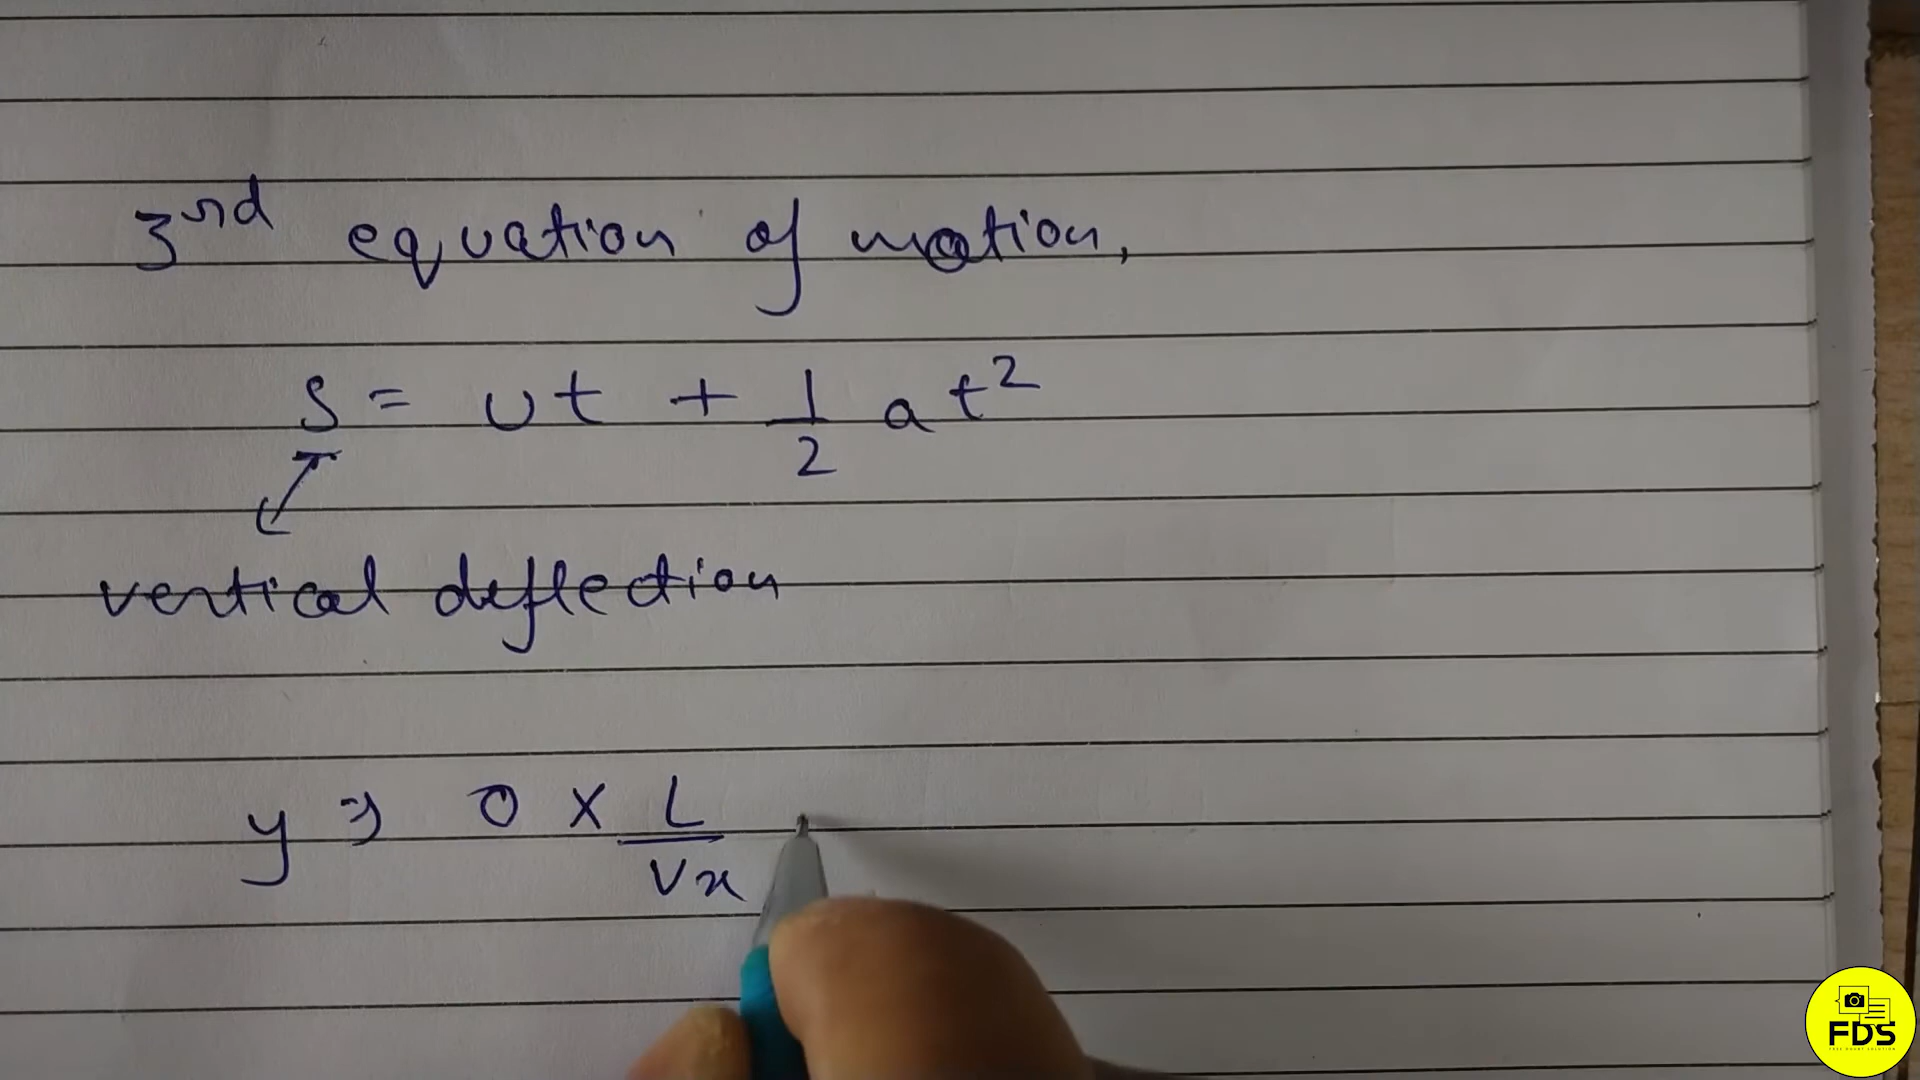 3rd equation of motion,
S = ut + 1/2 at²
vertical deflection
y ⇒ 0 × L/Vx
FDS